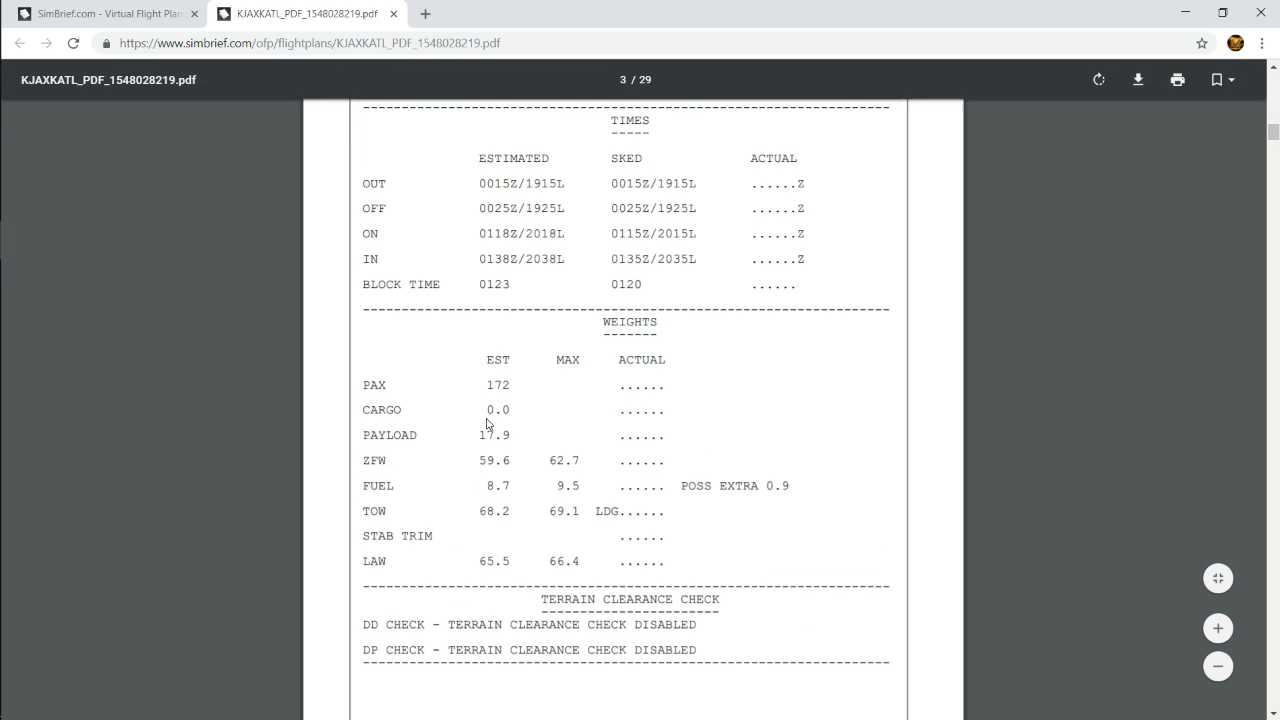 SimBrief.com - Virtual Flight Plan
KJAXKATL_PDF_1548028219.pdf
https://www.simbrief.com/ofp/flightplans/KJAXKATL_PDF_1548028219.pdf
KJAXKATL_PDF_1548028219.pdf 3 / 29
--------------------------------------------------------------------
TIMES
-----
ESTIMATED SKED ACTUAL
OUT 0015Z/1915L 0015Z/1915L ......Z
OFF 0025Z/1925L 0025Z/1925L ......Z
ON 0118Z/2018L 0115Z/2015L ......Z
IN 0138Z/2038L 0135Z/2035L ......Z
BLOCK TIME 0123 0120 ......
--------------------------------------------------------------------
WEIGHTS
-------
EST MAX ACTUAL
PAX 172 ......
CARGO 0.0 ......
PAYLOAD 17.9 ......
ZFW 59.6 62.7 ......
FUEL 8.7 9.5 ...... POSS EXTRA 0.9
TOW 68.2 69.1 LDG......
STAB TRIM ......
LAW 65.5 66.4 ......
--------------------------------------------------------------------
TERRAIN CLEARANCE CHECK
-----------------------
DD CHECK - TERRAIN CLEARANCE CHECK DISABLED
DP CHECK - TERRAIN CLEARANCE CHECK DISABLED
--------------------------------------------------------------------